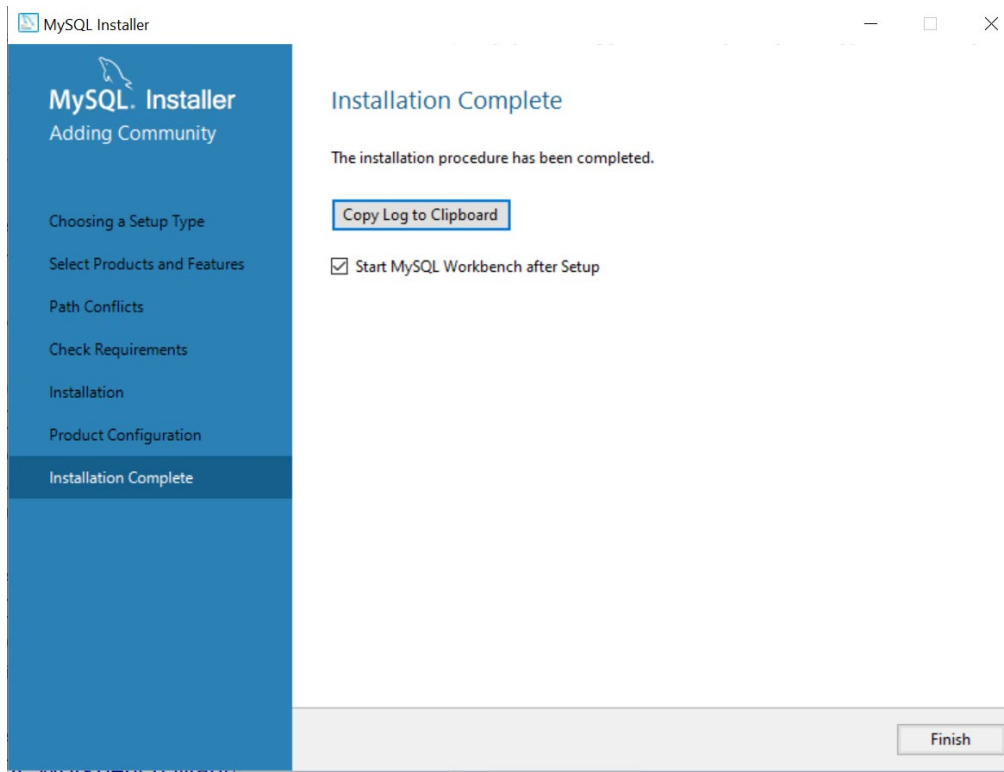 MySQL Installer
MySQL. Installer
Adding Community
Choosing a Setup Type
Select Products and Features
Path Conflicts
Check Requirements
Installation
Product Configuration
Installation Complete
Installation Complete
The installation procedure has been completed.
Copy Log to Clipboard
Start MySQL Workbench after Setup
Finish